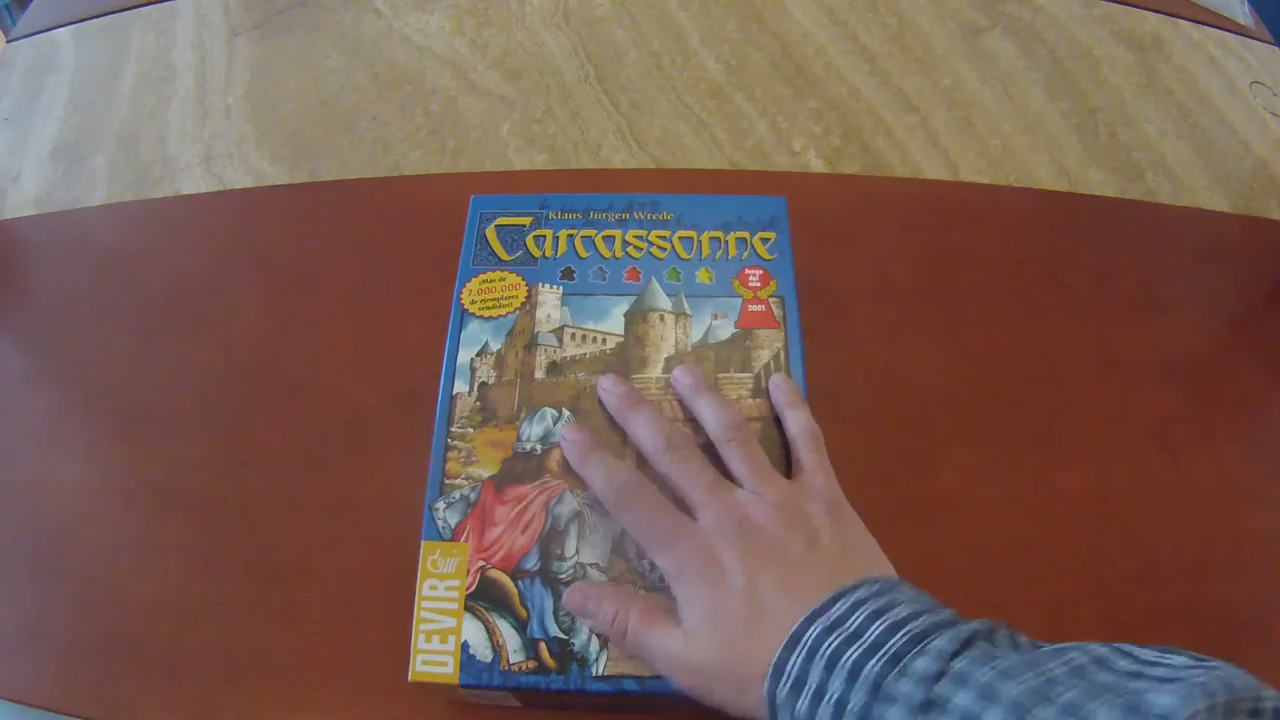 Klaus-Jürgen Wrede
Carcassonne
¡Más de
7.000.000
de ejemplares
vendidos!
Juego
del
año
2001
DEVIR